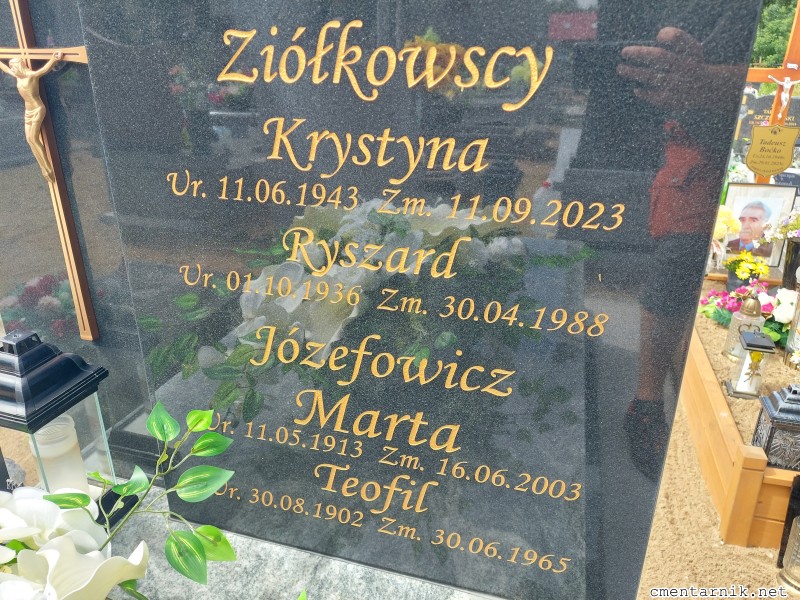 Ziółkowscy
Krystyna
Ur. 11.06.1943 Zm. 11.09.2023
Ryszard
Ur. 01.10.1936 Zm. 30.04.1988
Józefowicz
Marta
Ur. 11.05.1913 Zm. 16.06.2003
Teofil
Ur. 30.08.1902 Zm. 30.06.1965
Tadeusz
cmentarnik.net